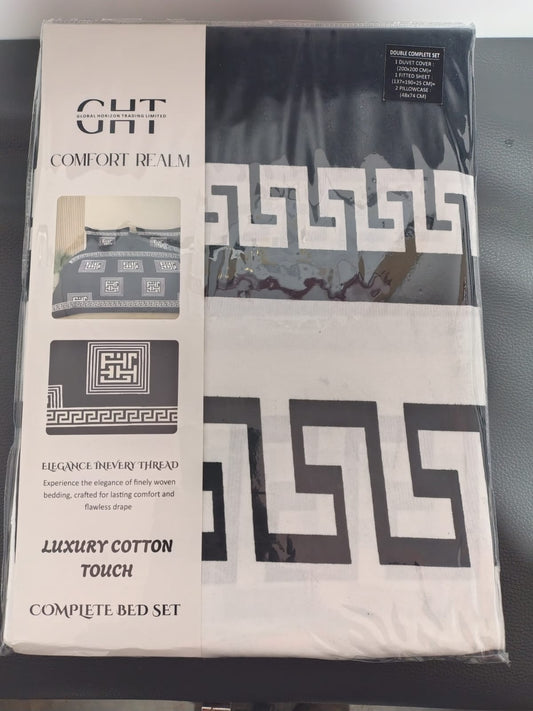 GHT
GLOBAL HORIZON TRADING LIMITED
COMFORT REALM
ELEGANCE INEVERY THREAD
Experience the elegance of finely woven
bedding, crafted for lasting comfort and
flawless drape
LUXURY COTTON
TOUCH
COMPLETE BED SET
DOUBLE COMPLETE SET
1 DUVET COVER :
(200x200 CM)+
1 FITTED SHEET
(137+190+25 CM)+
2 PILLOWCASE :
(48x74 CM)